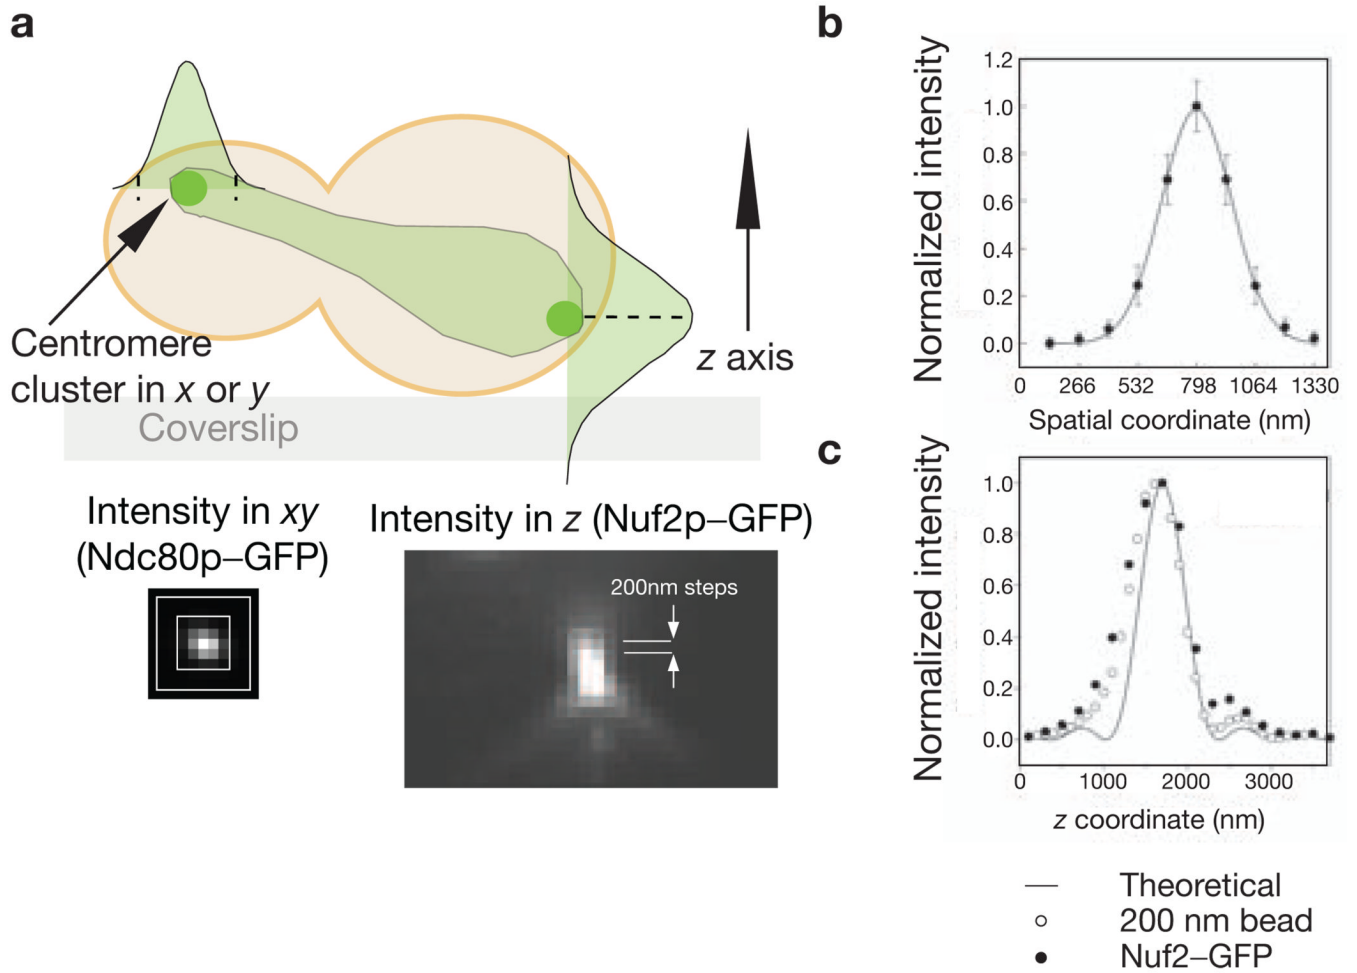 a
Centromere
cluster in x or y
z axis
Coverslip
Intensity in xy
(Ndc80p–GFP)
Intensity in z (Nuf2p–GFP)
200nm steps
b
Normalized intensity
1.2
1.0
0.8
0.6
0.4
0.2
0.0
0 266 532 798 1064 1330
Spatial coordinate (nm)
c
Normalized intensity
1.0
0.8
0.6
0.4
0.2
0.0
0 1000 2000 3000
z coordinate (nm)
Theoretical
200 nm bead
Nuf2–GFP